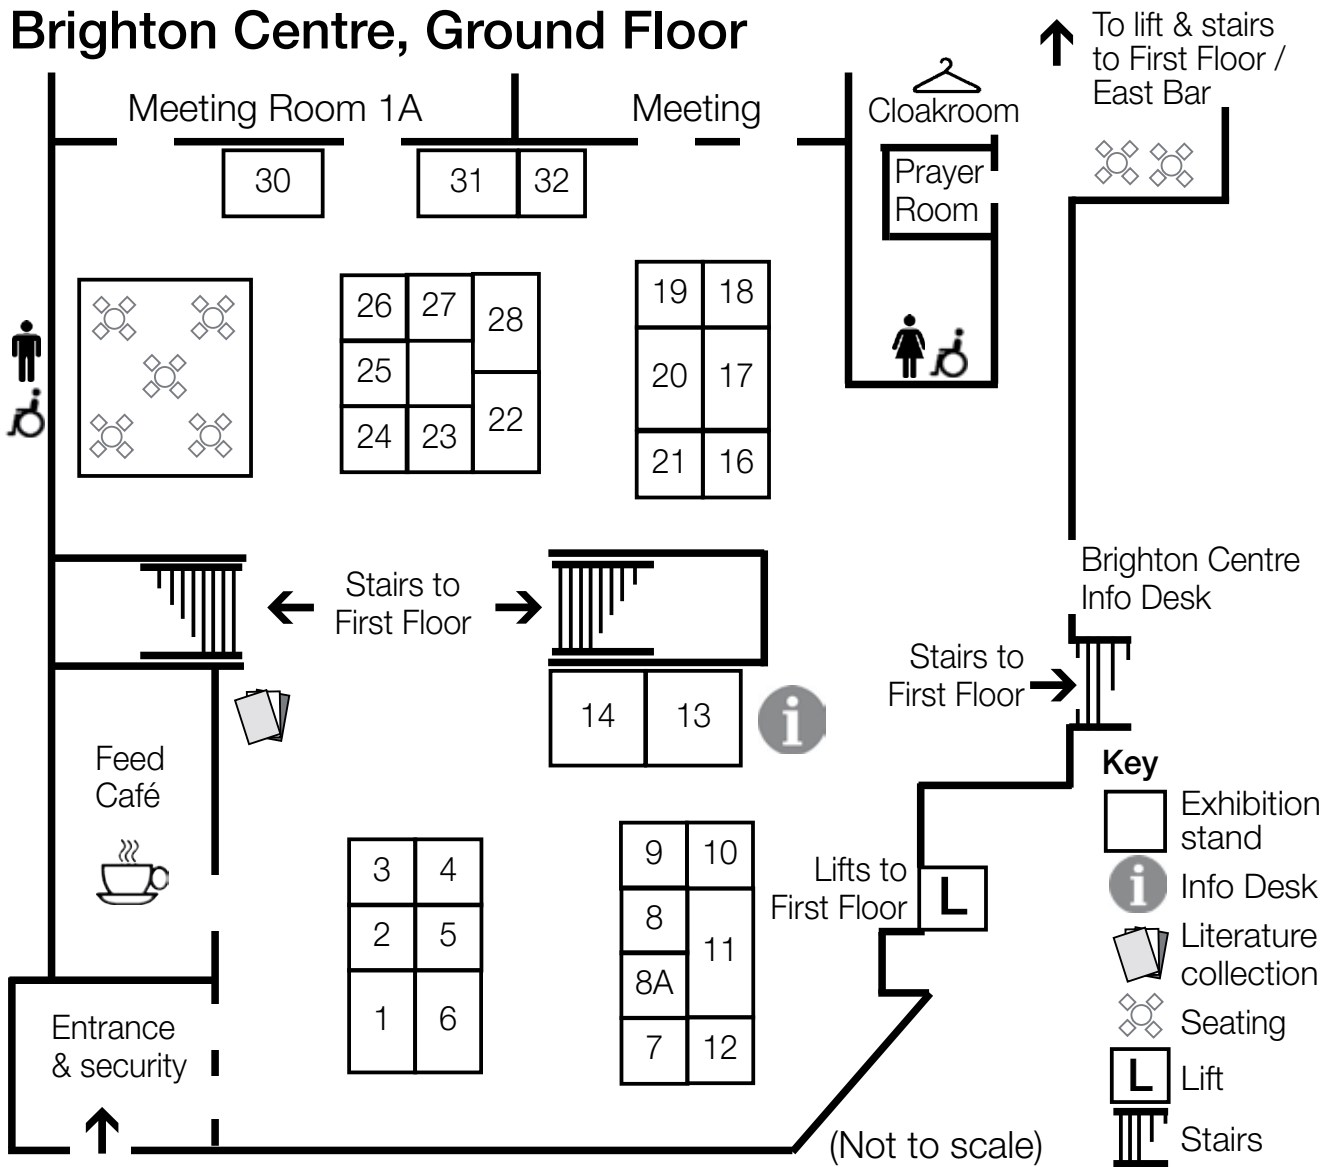 Brighton Centre, Ground Floor
To lift & stairs
to First Floor /
East Bar
Meeting Room 1A
Meeting
Cloakroom
Prayer
Room
30
31
32
26
27
28
25
24
23
22
19
18
20
17
21
16
Stairs to
First Floor
Brighton Centre
Info Desk
Stairs to
First Floor
14
13
i
Feed
Café
3
4
2
5
1
6
9
10
8
11
8A
7
12
Lifts to
First Floor
L
Entrance
& security
(Not to scale)
Key
Exhibition
stand
i
Info Desk
Literature
collection
Seating
L
Lift
Stairs